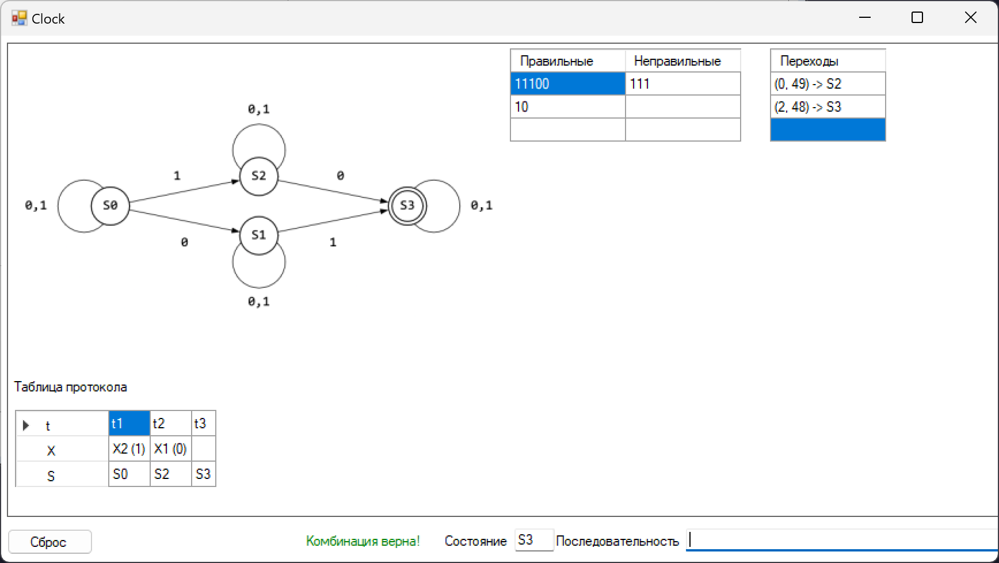 Clock
Правильные Неправильные Переходы
11100 111 (0, 49) -> S2
10 (2, 48) -> S3
0,1
S2
1 0
0,1 S0 S3 0,1
S1
0 1
0,1
Таблица протокола
t t1 t2 t3
X X2 (1) X1 (0)
S S0 S2 S3
Сброс Комбинация верна! Состояние S3 Последовательность